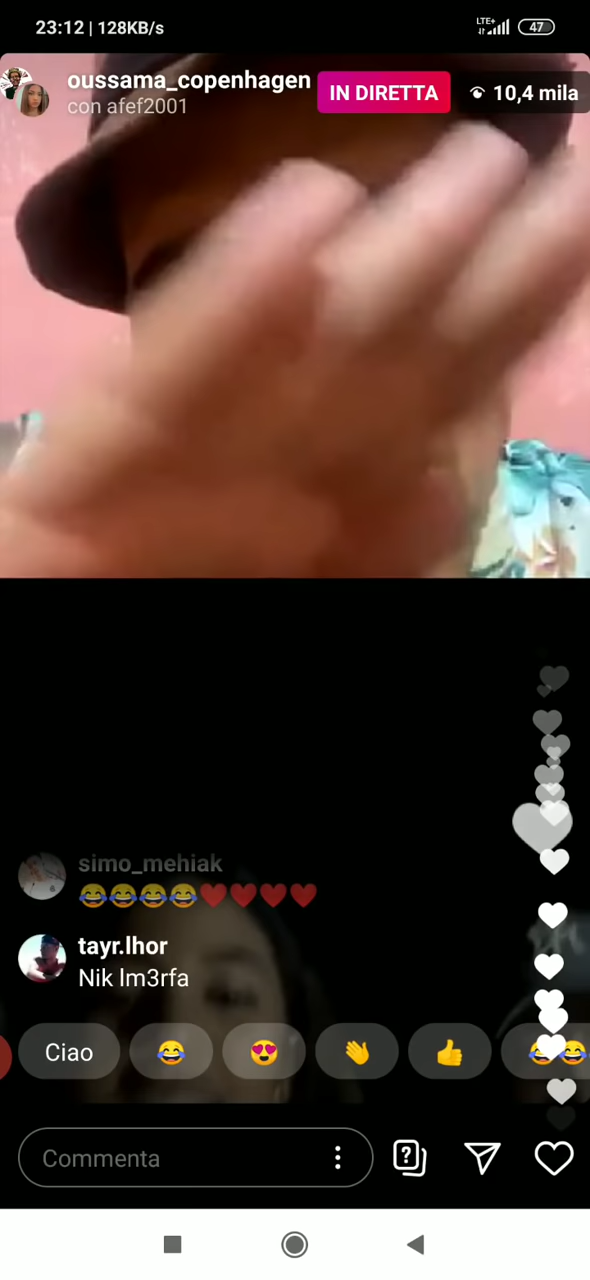 23:12 | 128KB/s
LTE+
47
oussama_copenhagen
con afef2001
IN DIRETTA
10,4 mila
simo_mehiak
😂😂😂😂❤️❤️❤️❤️
tayr.lhor
Nik lm3rfa
Ciao 😂 😍 👏 👍 😂😂
Commenta